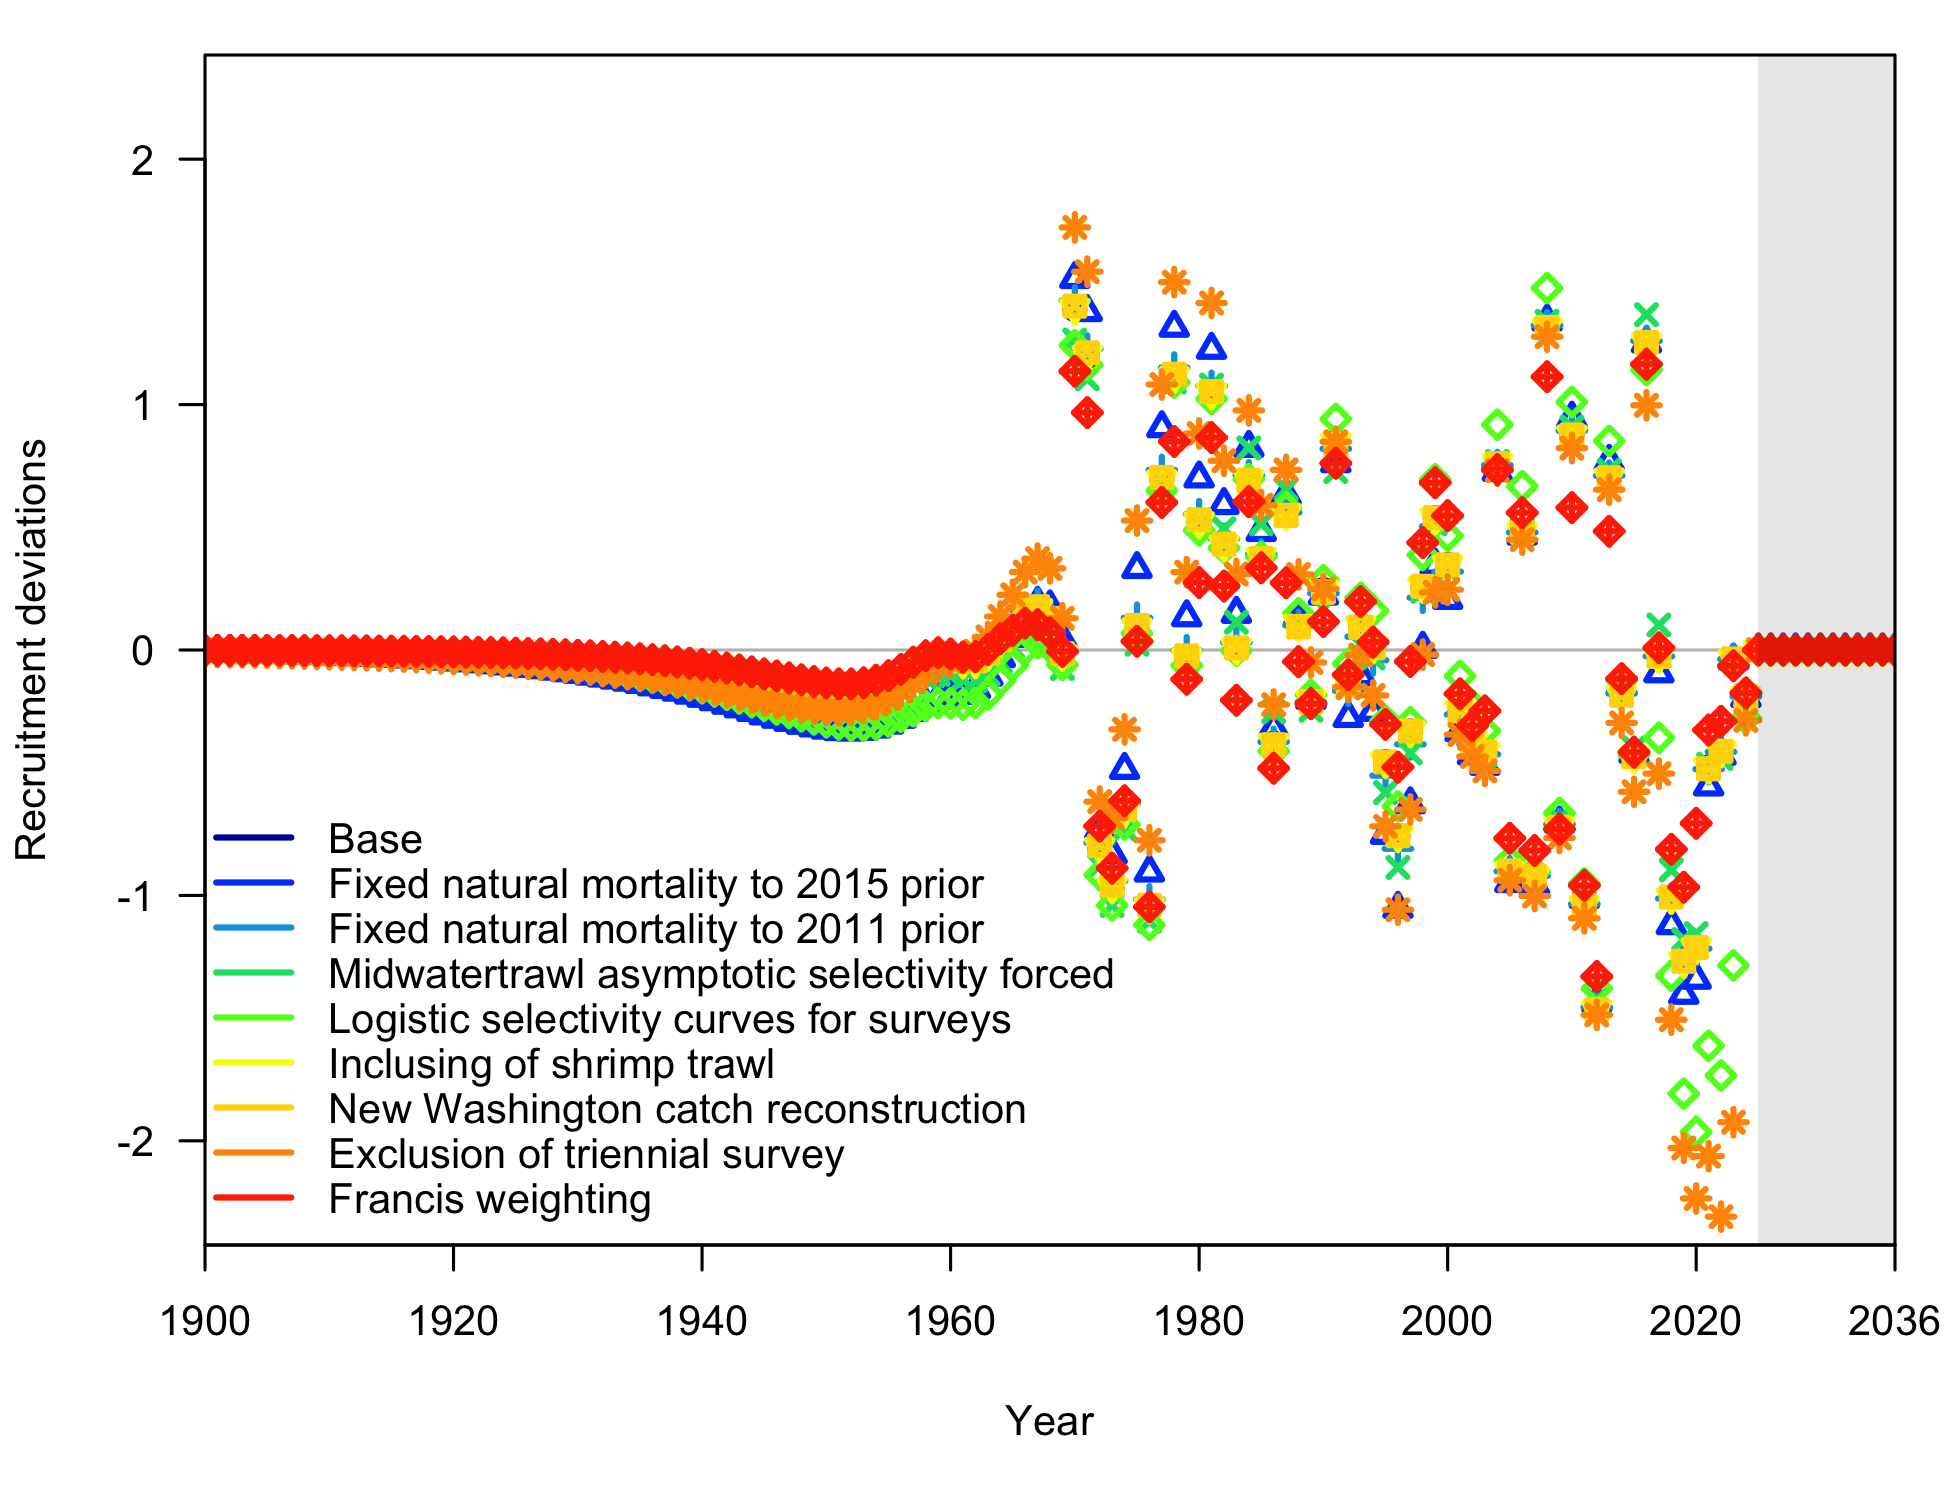 Recruitment deviations
2
1
0
-1
-2
Base
Fixed natural mortality to 2015 prior
Fixed natural mortality to 2011 prior
Midwatertrawl asymptotic selectivity forced
Logistic selectivity curves for surveys
Inclusing of shrimp trawl
New Washington catch reconstruction
Exclusion of triennial survey
Francis weighting
1900 1920 1940 1960 1980 2000 2020 2036
Year